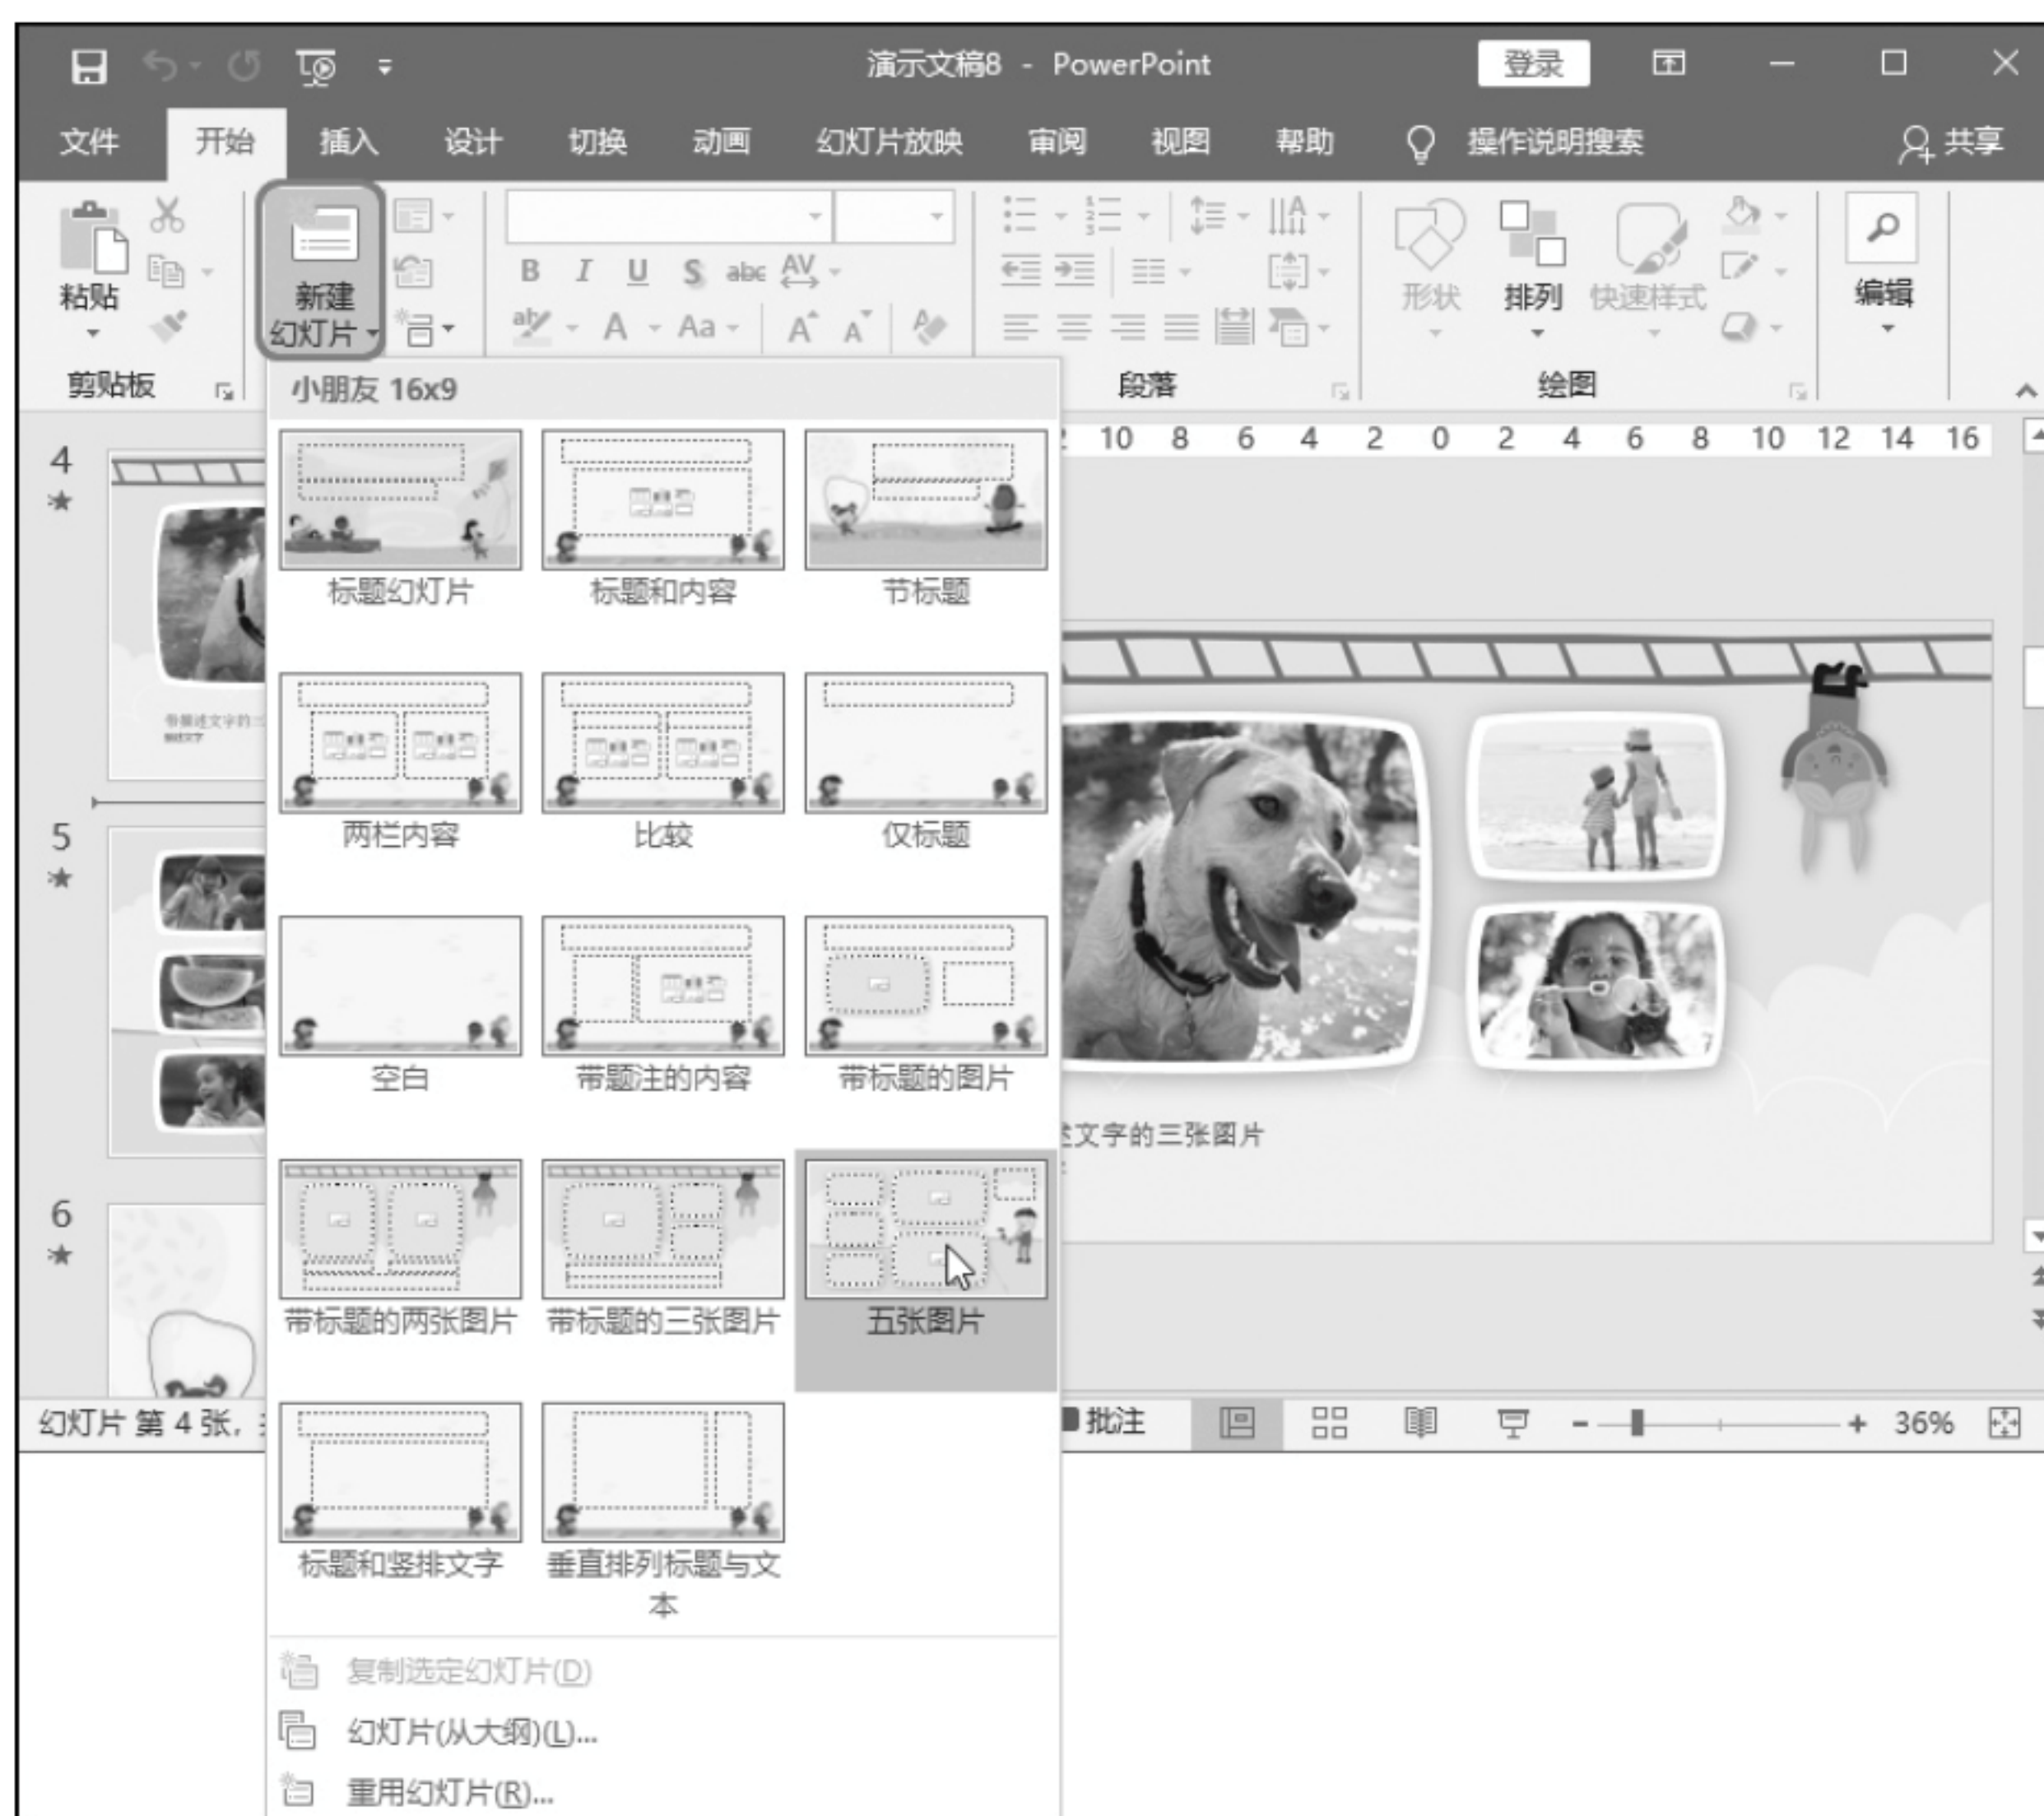 演示文稿8 - PowerPoint
登录
文件 开始 插入 设计 切换 动画 幻灯片放映 审阅 视图 帮助 操作说明搜索 共享
粘贴
新建
幻灯片
B I U S abc AV
A Aa A A A
形状 排列 快速样式
编辑
剪贴板 段落 绘图
小朋友 16x9
10 8 6 4 2 0 2 4 6 8 10 12 14 16
标题幻灯片 标题和内容 节标题
两栏内容 比较 仅标题
空白 带题注的内容 带标题的图片
带标题的两张图片 带标题的三张图片 五张图片
标题和竖排文字 垂直排列标题与文
本
复制选定幻灯片(D)
幻灯片(从大纲)(L)...
重用幻灯片(R)...
4
带描述文字的三
描述文字
5
6
文字的三张图片
幻灯片 第 4 张,
批注
36%